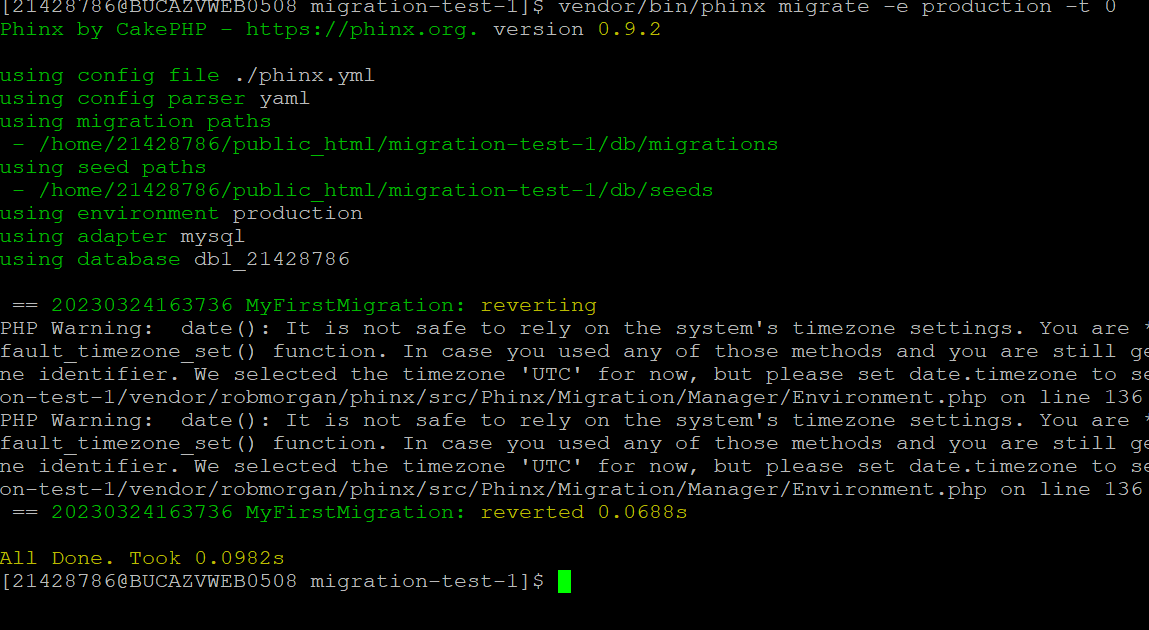 [21428786@BUCAZVWEB0508 migration-test-1]$ vendor/bin/phinx migrate -e production -t 0
Phinx by CakePHP - https://phinx.org. version 0.9.2
using config file ./phinx.yml
using config parser yaml
using migration paths
 - /home/21428786/public_html/migration-test-1/db/migrations
using seed paths
 - /home/21428786/public_html/migration-test-1/db/seeds
using environment production
using adapter mysql
using database db1_21428786
 == 20230324163736 MyFirstMigration: reverting
PHP Warning:  date(): It is not safe to rely on the system's timezone settings. You are *
fault_timezone_set() function. In case you used any of those methods and you are still ge
ne identifier. We selected the timezone 'UTC' for now, but please set date.timezone to se
on-test-1/vendor/robmorgan/phinx/src/Phinx/Migration/Manager/Environment.php on line 136
PHP Warning:  date(): It is not safe to rely on the system's timezone settings. You are *
fault_timezone_set() function. In case you used any of those methods and you are still ge
ne identifier. We selected the timezone 'UTC' for now, but please set date.timezone to se
on-test-1/vendor/robmorgan/phinx/src/Phinx/Migration/Manager/Environment.php on line 136
 == 20230324163736 MyFirstMigration: reverted 0.0688s
All Done. Took 0.0982s
[21428786@BUCAZVWEB0508 migration-test-1]$